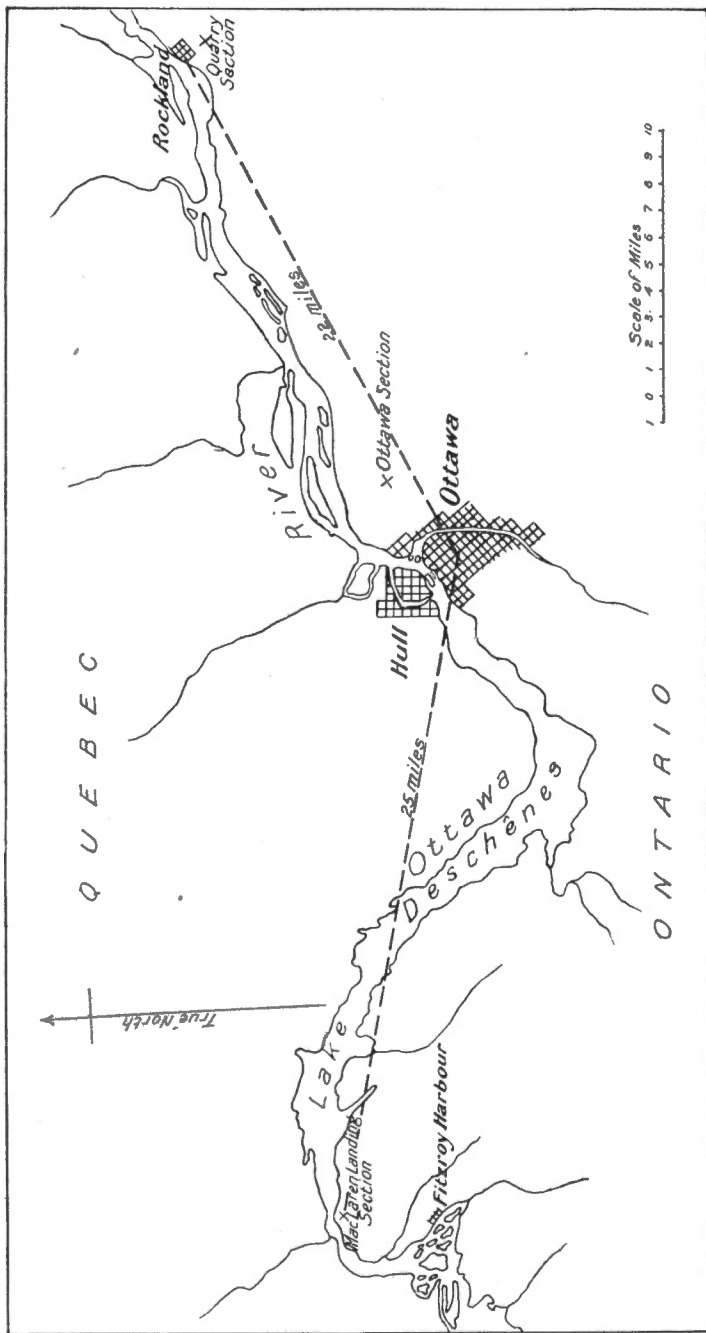 QUEBEC
True North
Rockland
Quarry
Section
River
22 miles
Ottawa Section
Ottawa
Hull
25 miles
Ottawa
Lake
Deschênes
MacLaren Landing
Section
Fitzroy Harbour
ONTARIO
Scale of Miles
1 0 1 2 3 4 5 6 7 8 9 10